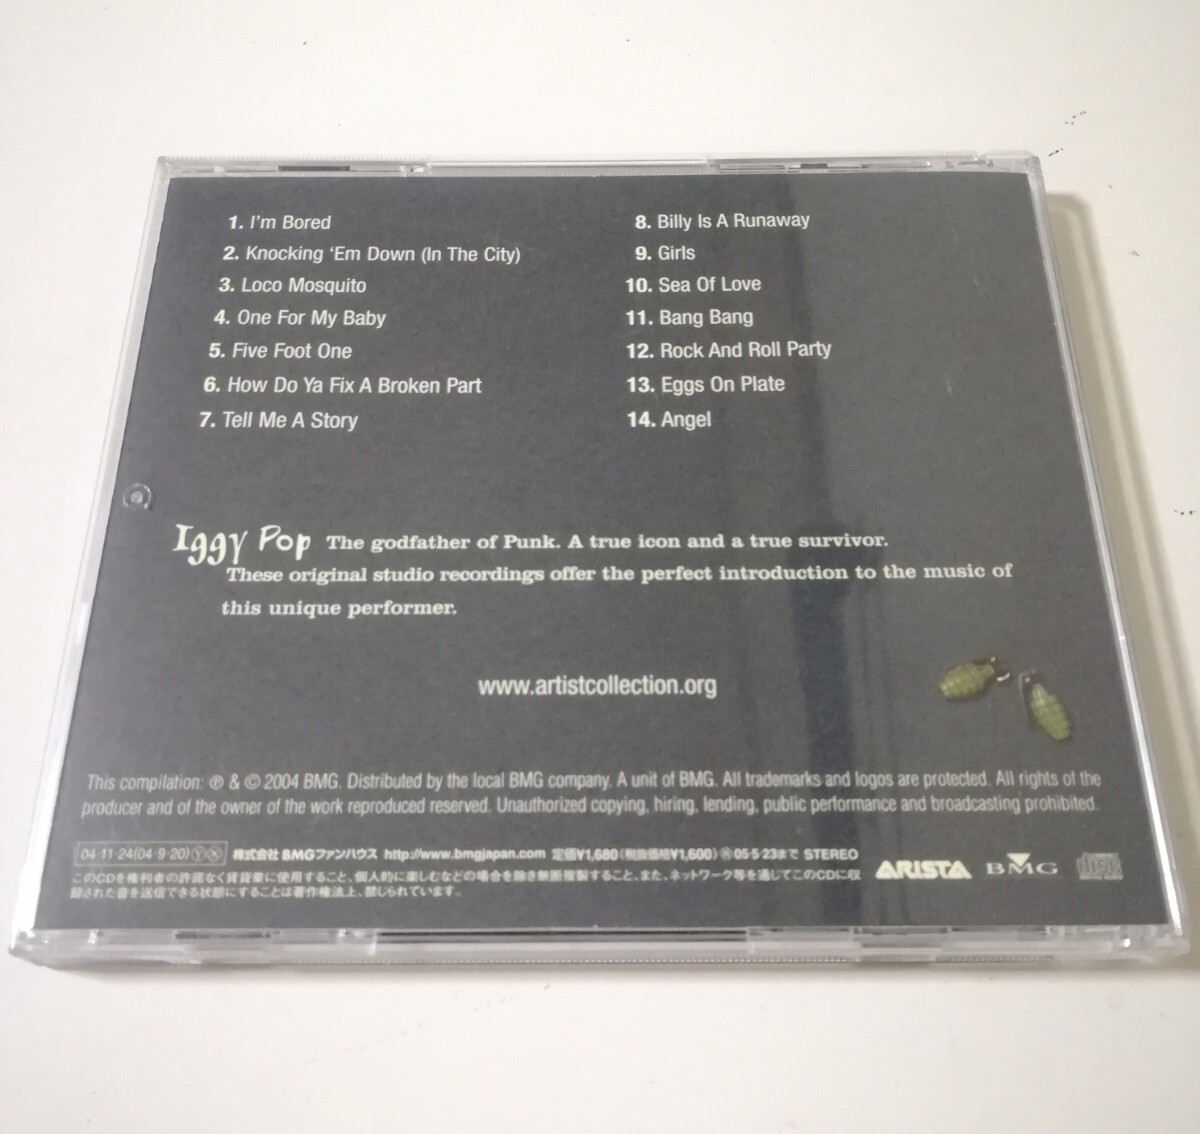 1. I'm Bored
2. Knocking 'Em Down (In The City)
3. Loco Mosquito
4. One For My Baby
5. Five Foot One
6. How Do Ya Fix A Broken Part
7. Tell Me A Story
8. Billy Is A Runaway
9. Girls
10. Sea Of Love
11. Bang Bang
12. Rock And Roll Party
13. Eggs On Plate
14. Angel
Iggy Pop The godfather of Punk. A true icon and a true survivor.
These original studio recordings offer the perfect introduction to the music of
this unique performer.
www.artistcollection.org
This compilation: ℗ & © 2004 BMG. Distributed by the local BMG company. A unit of BMG. All trademarks and logos are protected. All rights of the
producer and of the owner of the work reproduced reserved. Unauthorized copying, hiring, lending, public performance and broadcasting prohibited.
04·11·24(04·9·20)ⓎⓍ 株式会社BMGファンハウス http://www.bmgjapan.com 定価¥1,680(税抜価格¥1,600)㊢05·5·23まで STEREO
このCDを権利者の許諾なく賃貸業に使用すること、個人的に楽しむなどの場合を除き無断複製すること、また、ネットワーク等を通じてこのCDに収
録された音を送信できる状態にすることは著作権法上、禁じられています。
ARISTA BMG